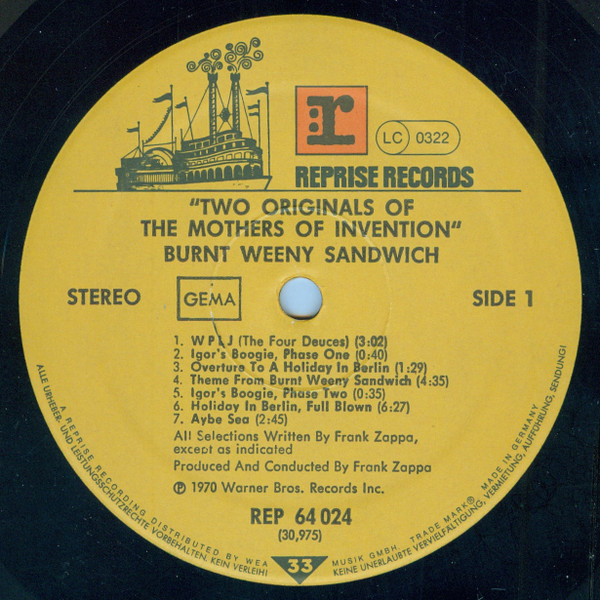 r
LC 0322
REPRISE RECORDS
"TWO ORIGINALS OF
THE MOTHERS OF INVENTION"
BURNT WEENY SANDWICH
STEREO
GEMA
SIDE 1
1. W P L J (The Four Deuces) (3:02)
2. Igor's Boogie, Phase One (0:40)
3. Overture To A Holiday In Berlin (1:29)
4. Theme From Burnt Weeny Sandwich (4:35)
5. Igor's Boogie, Phase Two (0:35)
6. Holiday In Berlin, Full Blown (6:27)
7. Aybe Sea (2:45)
All Selections Written By Frank Zappa,
except as indicated
Produced And Conducted By Frank Zappa
℗ 1970 Warner Bros. Records Inc.
REP 64 024
(30,975)
33
A REPRISE RECORDING DISTRIBUTED BY WEA MUSIK GMBH. TRADE MARK® MADE IN GERMANY
ALLE URHEBER- UND LEISTUNGSSCHUTZRECHTE VORBEHALTEN. KEIN VERLEIH! KEINE UNERLAUBTE VERVIELFÄLTIGUNG, VERMIETUNG, AUFFÜHRUNG, SENDUNG!